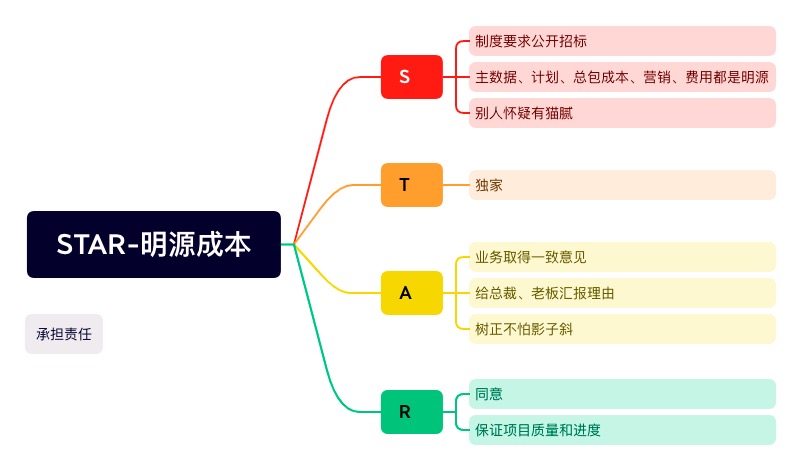 STAR-明源成本
承担责任
S
制度要求公开招标
主数据、计划、总包成本、营销、费用都是明源
别人怀疑有猫腻
T
独家
A
业务取得一致意见
给总裁、老板汇报理由
树正不怕影子斜
R
同意
保证项目质量和进度